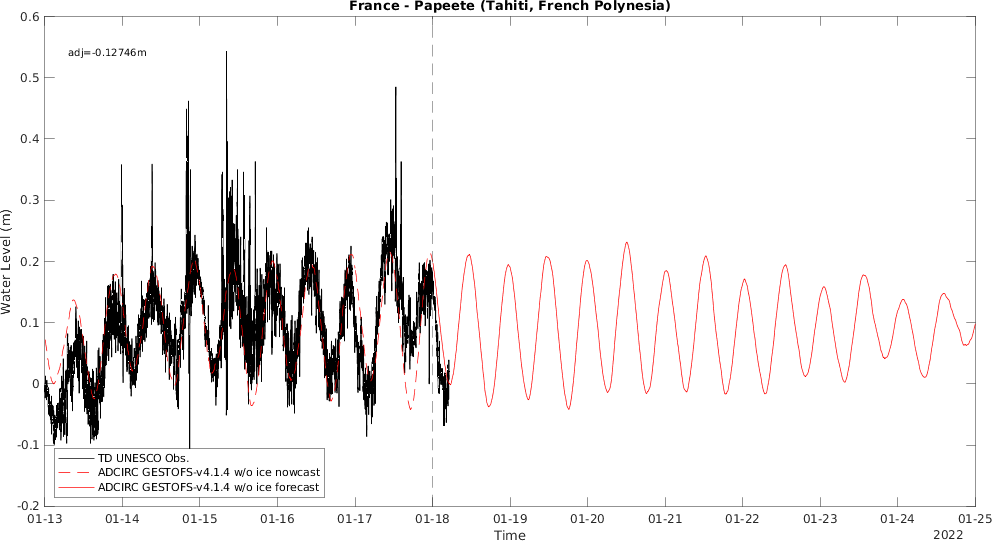 France - Papeete (Tahiti, French Polynesia)
0.6
adj=-0.12746m
0.5
0.4
0.3
0.2
0.1
0
-0.1
-0.2
Water Level (m)
TD UNESCO Obs.
ADCIRC GESTOFS-v4.1.4 w/o ice nowcast
ADCIRC GESTOFS-v4.1.4 w/o ice forecast
01-13 01-14 01-15 01-16 01-17 01-18 01-19 01-20 01-21 01-22 01-23 01-24 01-25
Time
2022